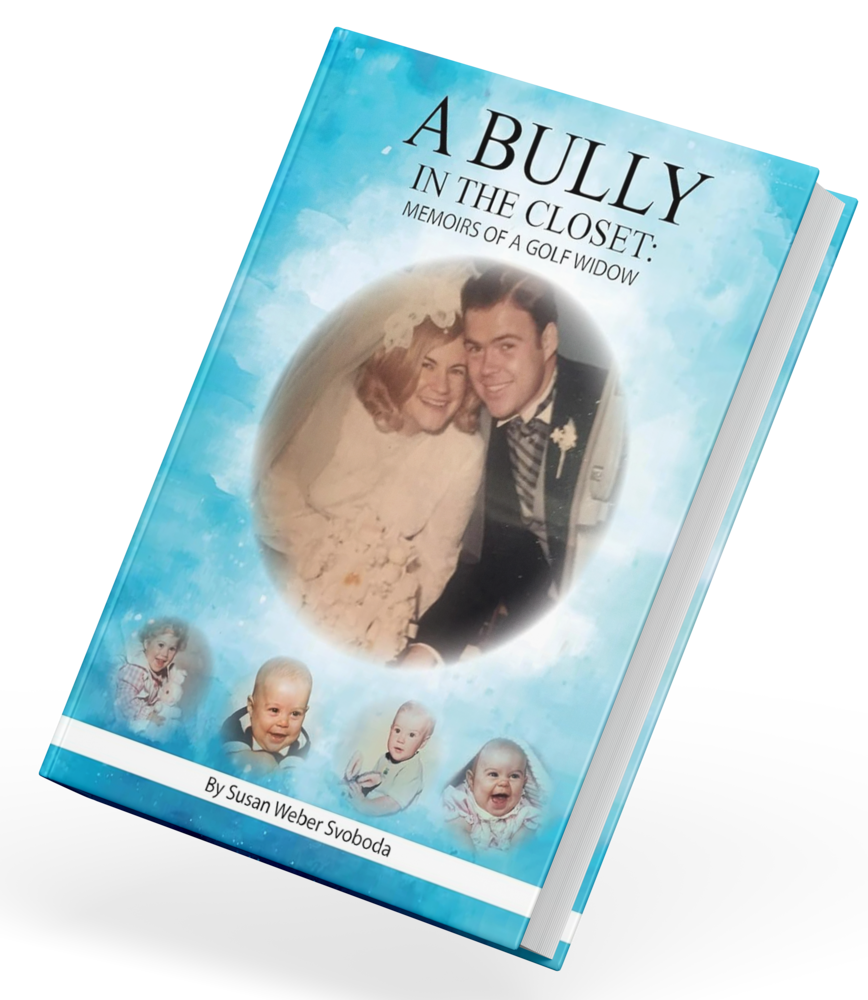 A BULLY
IN THE CLOSET:
MEMOIRS OF A GOLF WIDOW
By Susan Weber Svoboda